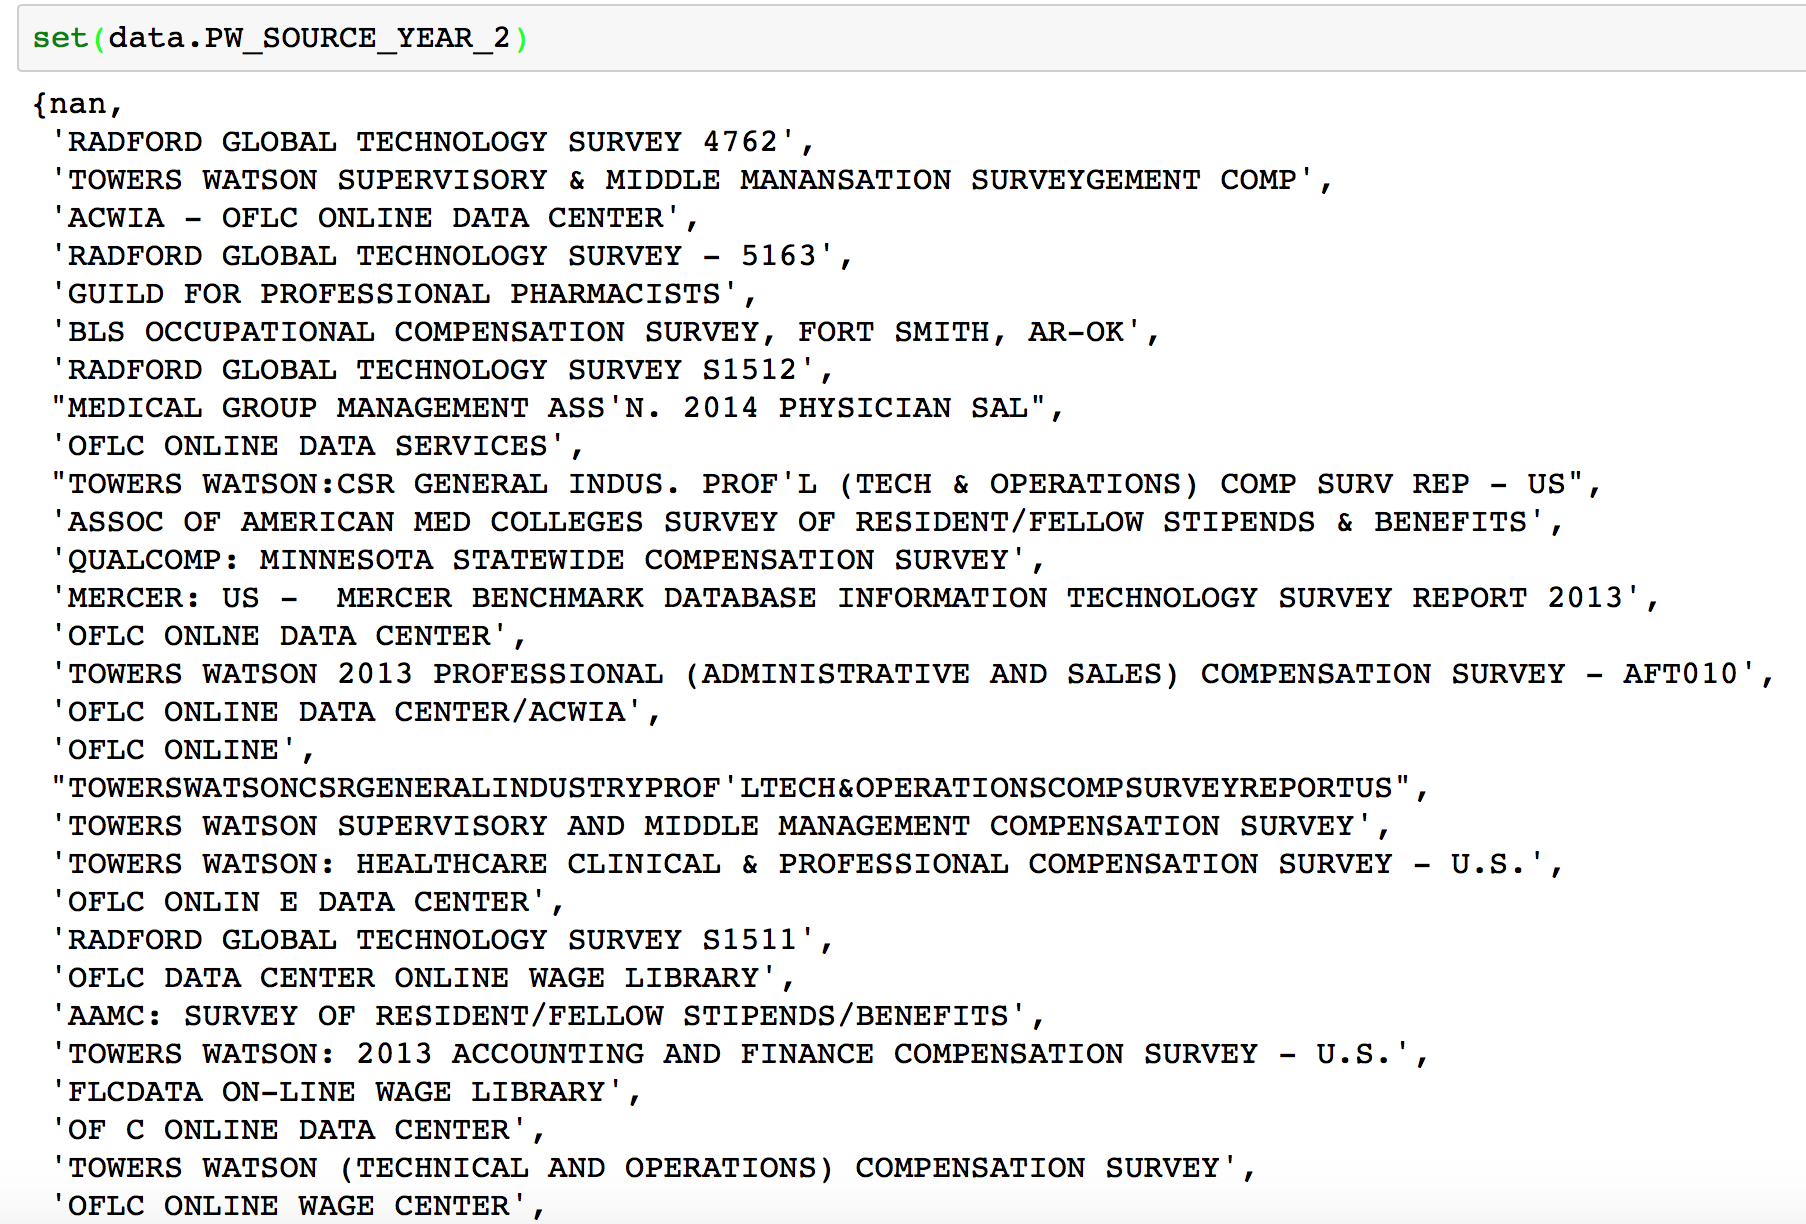 set(data.PW_SOURCE_YEAR_2)
{nan,
'RADFORD GLOBAL TECHNOLOGY SURVEY 4762',
'TOWERS WATSON SUPERVISORY & MIDDLE MANANSATION SURVEYGEMENT COMP',
'ACWIA - OFLC ONLINE DATA CENTER',
'RADFORD GLOBAL TECHNOLOGY SURVEY - 5163',
'GUILD FOR PROFESSIONAL PHARMACISTS',
'BLS OCCUPATIONAL COMPENSATION SURVEY, FORT SMITH, AR-OK',
'RADFORD GLOBAL TECHNOLOGY SURVEY S1512',
"MEDICAL GROUP MANAGEMENT ASS'N. 2014 PHYSICIAN SAL",
'OFLC ONLINE DATA SERVICES',
"TOWERS WATSON:CSR GENERAL INDUS. PROF'L (TECH & OPERATIONS) COMP SURV REP - US",
'ASSOC OF AMERICAN MED COLLEGES SURVEY OF RESIDENT/FELLOW STIPENDS & BENEFITS',
'QUALCOMP: MINNESOTA STATEWIDE COMPENSATION SURVEY',
'MERCER: US -  MERCER BENCHMARK DATABASE INFORMATION TECHNOLOGY SURVEY REPORT 2013',
'OFLC ONLNE DATA CENTER',
'TOWERS WATSON 2013 PROFESSIONAL (ADMINISTRATIVE AND SALES) COMPENSATION SURVEY - AFT010',
'OFLC ONLINE DATA CENTER/ACWIA',
'OFLC ONLINE',
"TOWERSWATSONCSRGENERALINDUSTRYPROF'LTECH&OPERATIONSCOMPSURVEYREPORTUS",
'TOWERS WATSON SUPERVISORY AND MIDDLE MANAGEMENT COMPENSATION SURVEY',
'TOWERS WATSON: HEALTHCARE CLINICAL & PROFESSIONAL COMPENSATION SURVEY - U.S.',
'OFLC ONLIN E DATA CENTER',
'RADFORD GLOBAL TECHNOLOGY SURVEY S1511',
'OFLC DATA CENTER ONLINE WAGE LIBRARY',
'AAMC: SURVEY OF RESIDENT/FELLOW STIPENDS/BENEFITS',
'TOWERS WATSON: 2013 ACCOUNTING AND FINANCE COMPENSATION SURVEY - U.S.',
'FLCDATA ON-LINE WAGE LIBRARY',
'OF C ONLINE DATA CENTER',
'TOWERS WATSON (TECHNICAL AND OPERATIONS) COMPENSATION SURVEY',
'OFLC ONLINE WAGE CENTER',